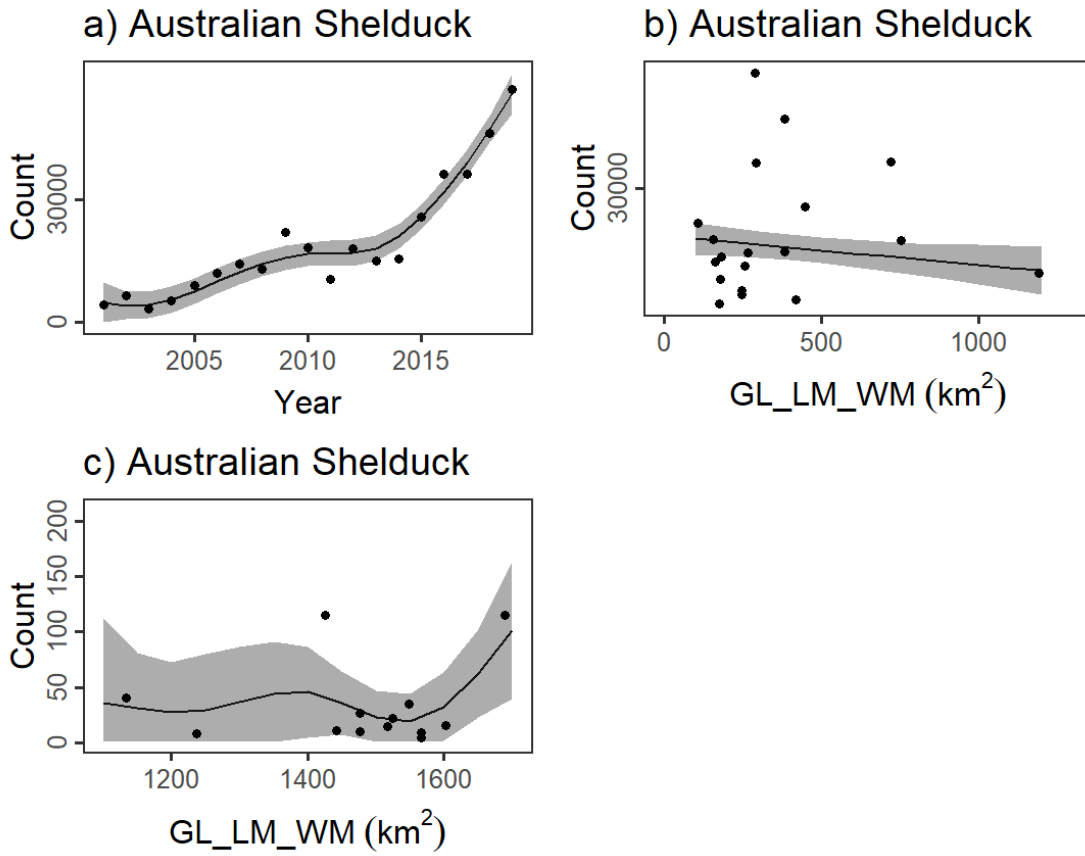 a) Australian Shelduck
Count
30000
0
2005 2010 2015
Year
b) Australian Shelduck
Count
30000
0 500 1000
GL_LM_WM (km²)
c) Australian Shelduck
Count
200
150
100
50
0
1200 1400 1600
GL_LM_WM (km²)